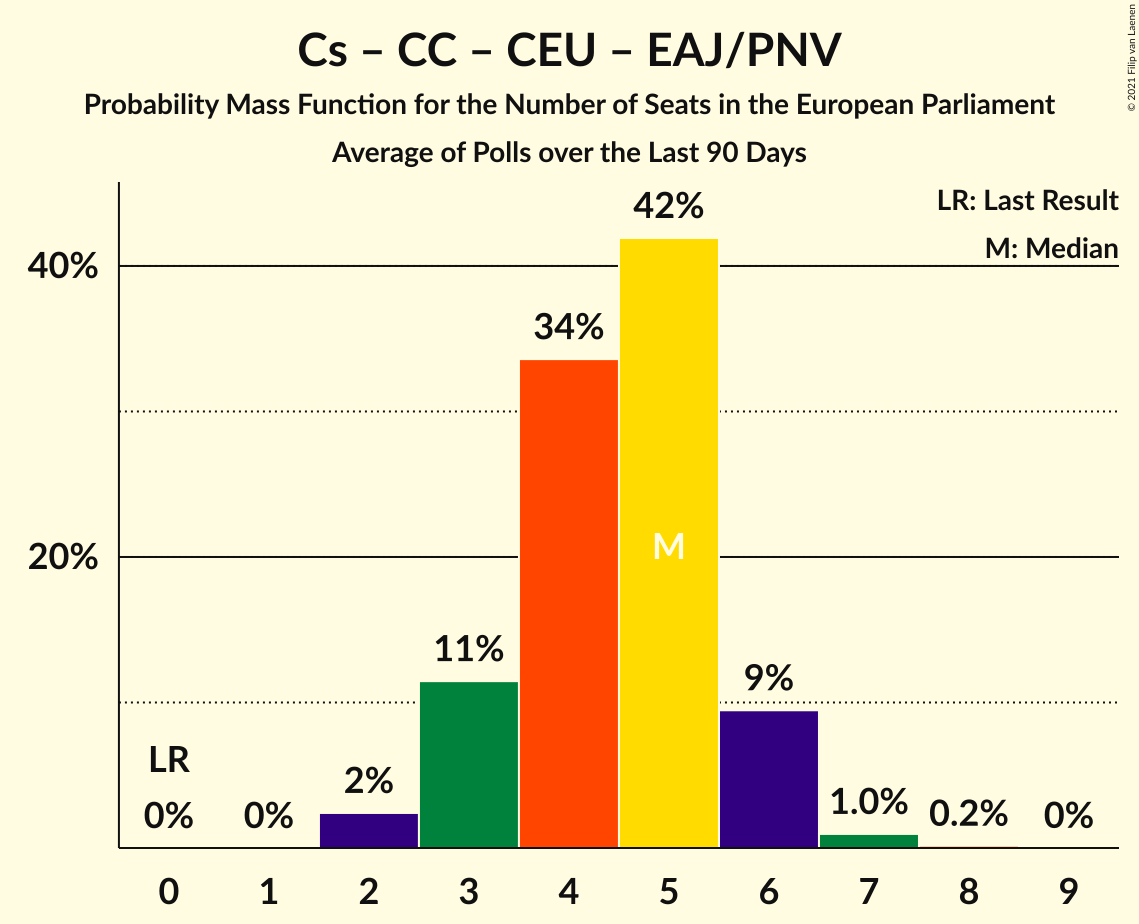 Cs – CC – CEU – EAJ/PNV
Probability Mass Function for the Number of Seats in the European Parliament
Average of Polls over the Last 90 Days
© 2021 Filip van Laenen
LR: Last Result
M: Median
40%
20%
LR
0%
0%
2%
11%
34%
42%
M
9%
1.0%
0.2%
0%
0 1 2 3 4 5 6 7 8 9